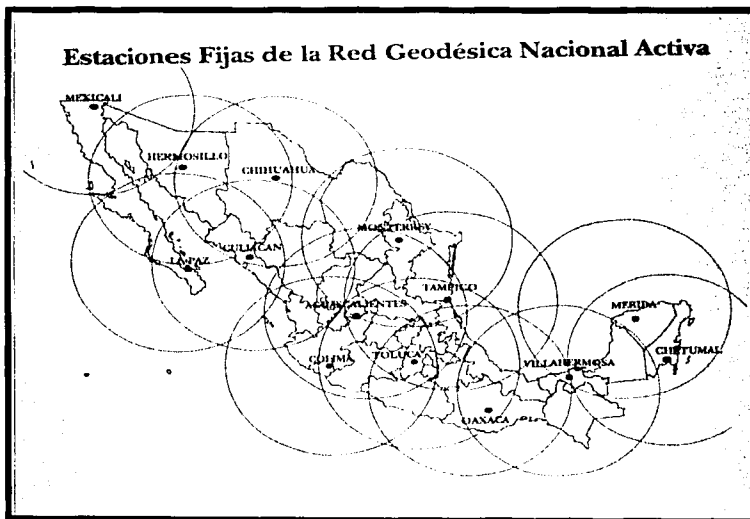 Estaciones Fijas de la Red Geodésica Nacional Activa
MEXICALI
HERMOSILLO
CHIHUAHUA
MONTERREY
CULIACAN
LA PAZ
TAMPICO
AGUASCALIENTES
MERIDA
COLIMA
TOLUCA
VILLAHERMOSA
CHETUMAL
OAXACA